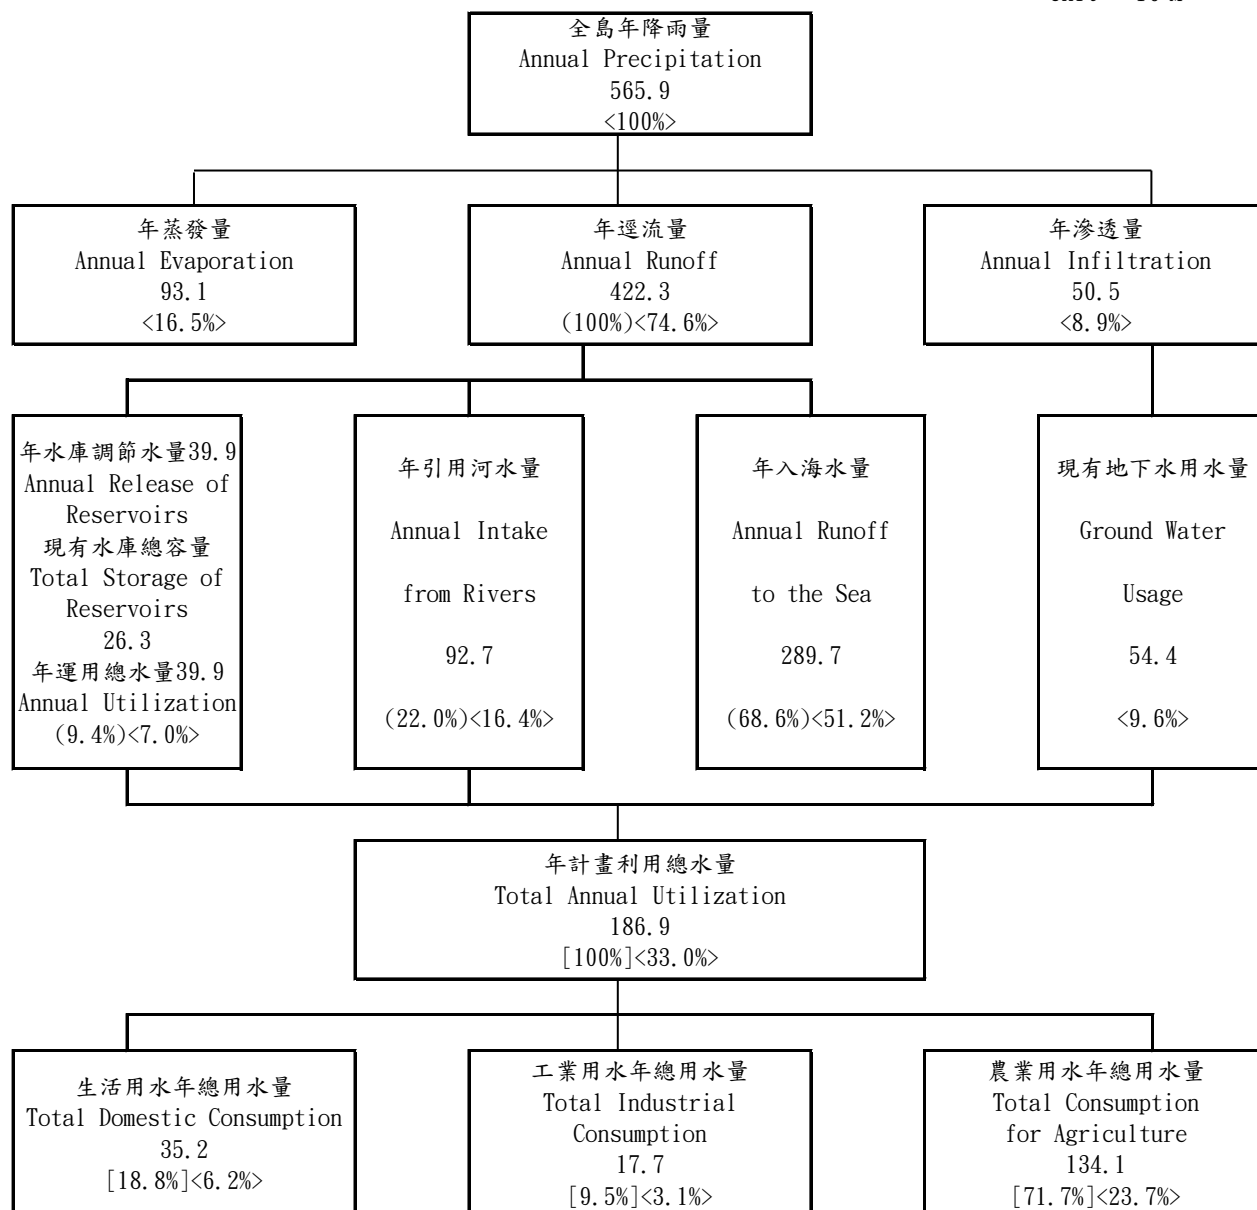 全島年降雨量
Annual Precipitation
565.9
<100%>
年蒸發量
Annual Evaporation
93.1
<16.5%>
年逕流量
Annual Runoff
422.3
(100%)<74.6%>
年滲透量
Annual Infiltration
50.5
<8.9%>
年水庫調節水量39.9
Annual Release of
Reservoirs
現有水庫總容量
Total Storage of
Reservoirs
26.3
年運用總水量39.9
Annual Utilization
(9.4%)<7.0%>
年引用河水量
Annual Intake
from Rivers
92.7
(22.0%)<16.4%>
年入海水量
Annual Runoff
to the Sea
289.7
(68.6%)<51.2%>
現有地下水用水量
Ground Water
Usage
54.4
<9.6%>
年計畫利用總水量
Total Annual Utilization
186.9
[100%]<33.0%>
生活用水年總用水量
Total Domestic Consumption
35.2
[18.8%]<6.2%>
工業用水年總用水量
Total Industrial
Consumption
17.7
[9.5%]<3.1%>
農業用水年總用水量
Total Consumption
for Agriculture
134.1
[71.7%]<23.7%>